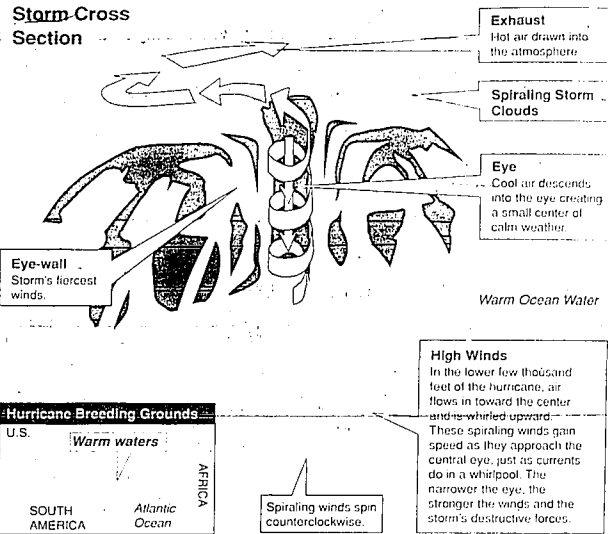 Storm Cross
Section
Exhaust
Hot air drawn into
the atmosphere
Spiraling Storm
Clouds
Eye
Cool air descends
into the eye creating
a small center of
calm weather.
Eye-wall
Storm's fiercest
winds.
Warm Ocean Water
High Winds
In the lower few thousand
feet of the hurricane, air
flows in toward the center
and is whirled upward.
These spiraling winds gain
speed as they approach the
central eye, just as currents
do in a whirlpool. The
narrower the eye, the
stronger the winds and the
storm's destructive forces.
Hurricane Breeding Grounds
U.S.
Warm waters
AFRICA
SOUTH
AMERICA
Atlantic
Ocean
Spiraling winds spin
counterclockwise.